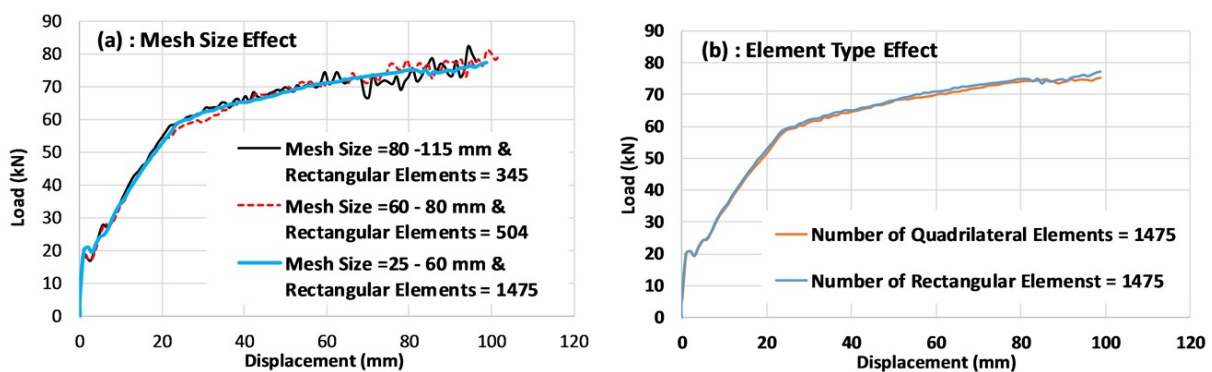 (a) : Mesh Size Effect
90
80
70
60
50
40
30
20
10
0
Load (kN)
Mesh Size =80 -115 mm &
Rectangular Elements = 345
Mesh Size =60 - 80 mm &
Rectangular Elements = 504
Mesh Size =25 - 60 mm &
Rectangular Elements = 1475
0 20 40 60 80 100 120
Displacement (mm)
(b) : Element Type Effect
90
80
70
60
50
40
30
20
10
0
Load (kN)
Number of Quadrilateral Elements = 1475
Number of Rectangular Elemenst = 1475
0 20 40 60 80 100 120
Displacement (mm)